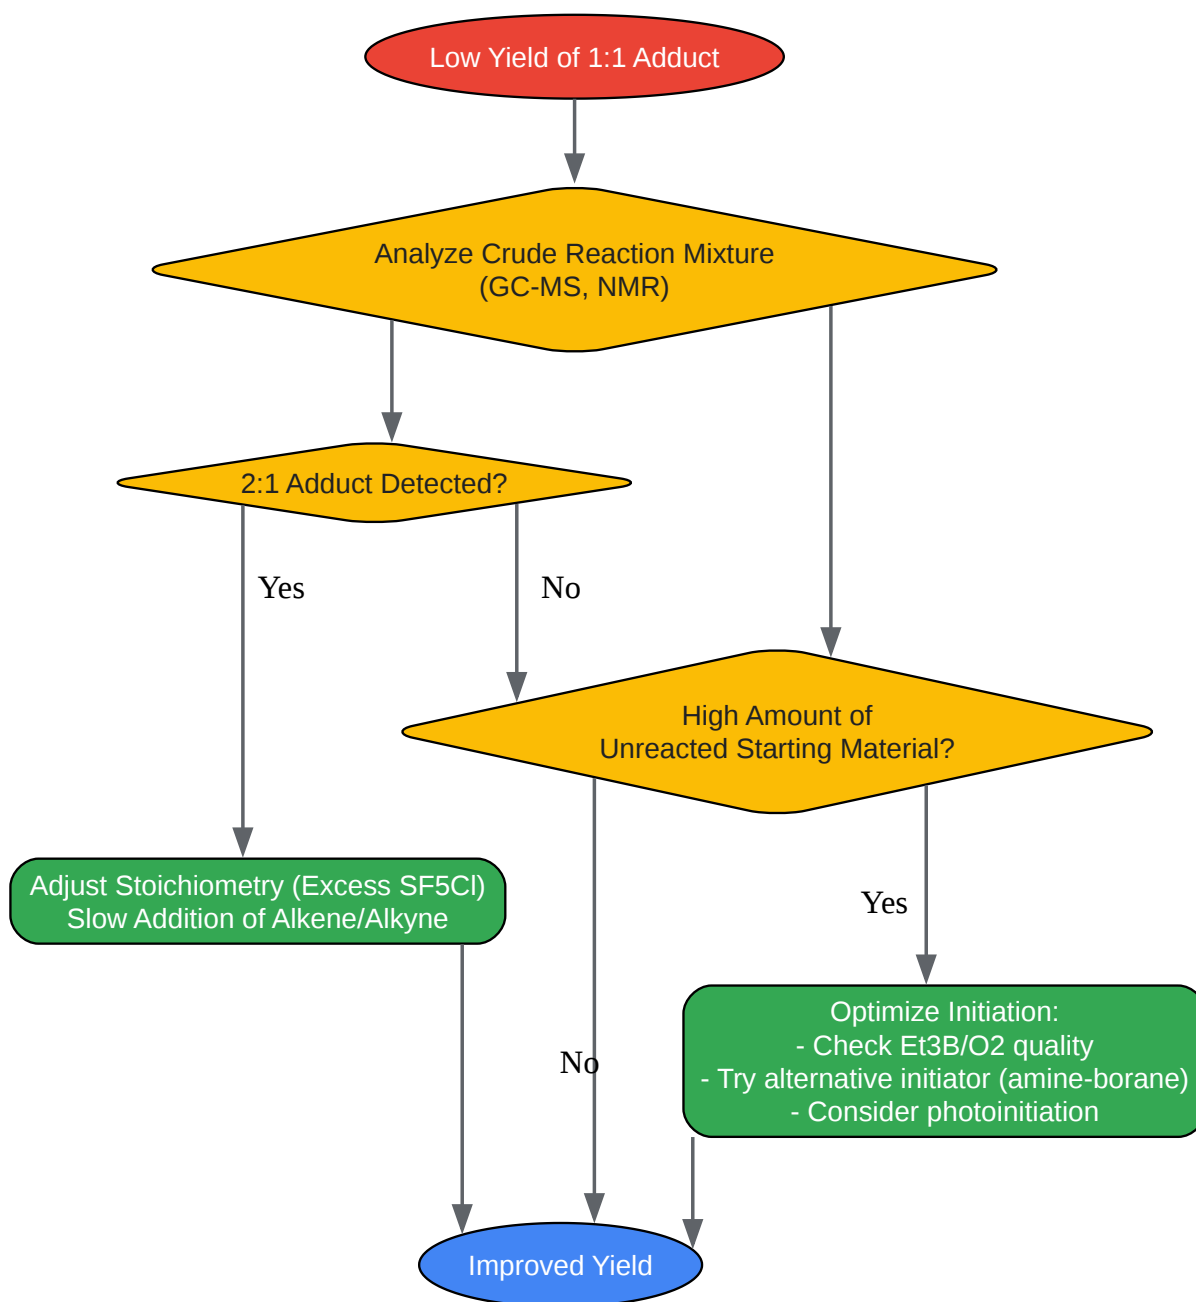 Low Yield of 1:1 Adduct
Analyze Crude Reaction Mixture
(GC-MS, NMR)
2:1 Adduct Detected?
Yes
No
High Amount of
Unreacted Starting Material?
Adjust Stoichiometry (Excess SF5Cl)
Slow Addition of Alkene/Alkyne
Yes
Optimize Initiation:
- Check Et3B/O2 quality
- Try alternative initiator (amine-borane)
- Consider photoinitiation
No
Improved Yield